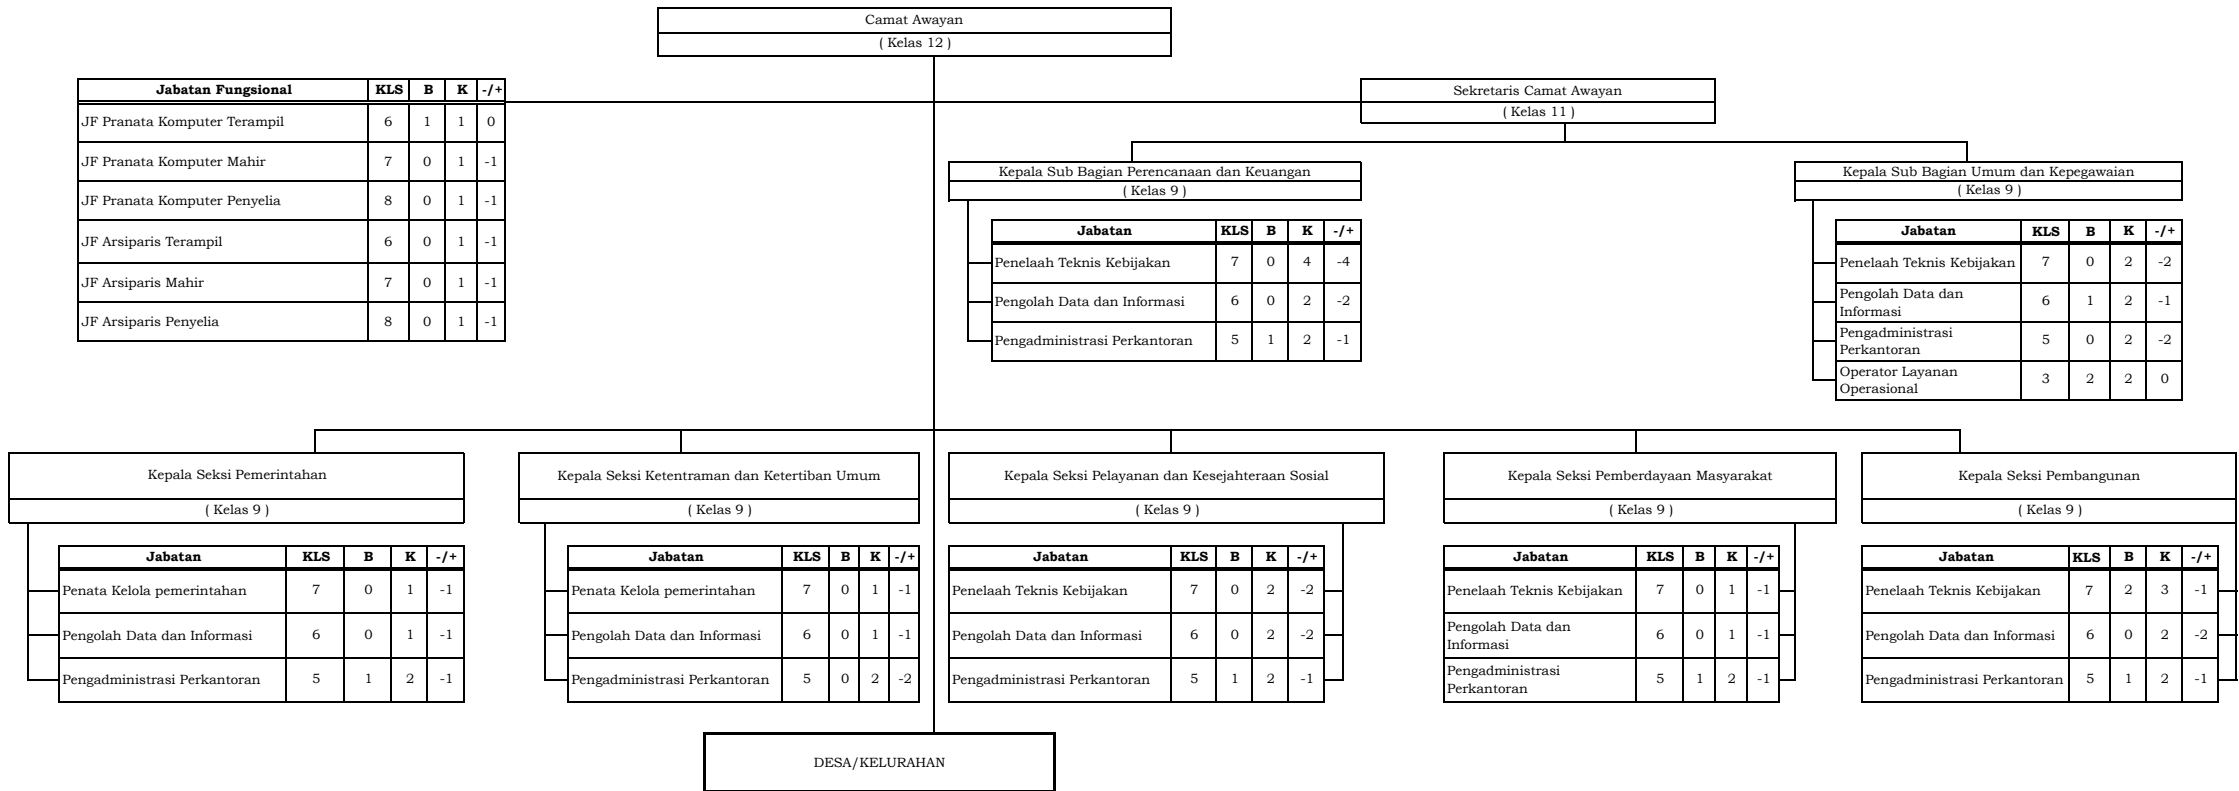 Camat Awayan
( Kelas 12 )
Jabatan Fungsional KLS B K -/+
JF Pranata Komputer Terampil 6 1 1 0
JF Pranata Komputer Mahir 7 0 1 -1
JF Pranata Komputer Penyelia 8 0 1 -1
JF Arsiparis Terampil 6 0 1 -1
JF Arsiparis Mahir 7 0 1 -1
JF Arsiparis Penyelia 8 0 1 -1
Sekretaris Camat Awayan
( Kelas 11 )
Kepala Sub Bagian Perencanaan dan Keuangan
( Kelas 9 )
Jabatan KLS B K -/+
Penelaah Teknis Kebijakan 7 0 4 -4
Pengolah Data dan Informasi 6 0 2 -2
Pengadministrasi Perkantoran 5 1 2 -1
Kepala Sub Bagian Umum dan Kepegawaian
( Kelas 9 )
Jabatan KLS B K -/+
Penelaah Teknis Kebijakan 7 0 2 -2
Pengolah Data dan
Informasi 6 1 2 -1
Pengadministrasi
Perkantoran 5 0 2 -2
Operator Layanan
Operasional 3 2 2 0
Kepala Seksi Pemerintahan
( Kelas 9 )
Jabatan KLS B K -/+
Penata Kelola pemerintahan 7 0 1 -1
Pengolah Data dan Informasi 6 0 1 -1
Pengadministrasi Perkantoran 5 1 2 -1
Kepala Seksi Ketentraman dan Ketertiban Umum
( Kelas 9 )
Jabatan KLS B K -/+
Penata Kelola pemerintahan 7 0 1 -1
Pengolah Data dan Informasi 6 0 1 -1
Pengadministrasi Perkantoran 5 0 2 -2
Kepala Seksi Pelayanan dan Kesejahteraan Sosial
( Kelas 9 )
Jabatan KLS B K -/+
Penelaah Teknis Kebijakan 7 0 2 -2
Pengolah Data dan Informasi 6 0 2 -2
Pengadministrasi Perkantoran 5 1 2 -1
Kepala Seksi Pemberdayaan Masyarakat
( Kelas 9 )
Jabatan KLS B K -/+
Penelaah Teknis Kebijakan 7 0 1 -1
Pengolah Data dan
Informasi 6 0 1 -1
Pengadministrasi
Perkantoran 5 1 2 -1
Kepala Seksi Pembangunan
( Kelas 9 )
Jabatan KLS B K -/+
Penelaah Teknis Kebijakan 7 2 3 -1
Pengolah Data dan Informasi 6 0 2 -2
Pengadministrasi Perkantoran 5 1 2 -1
DESA/KELURAHAN